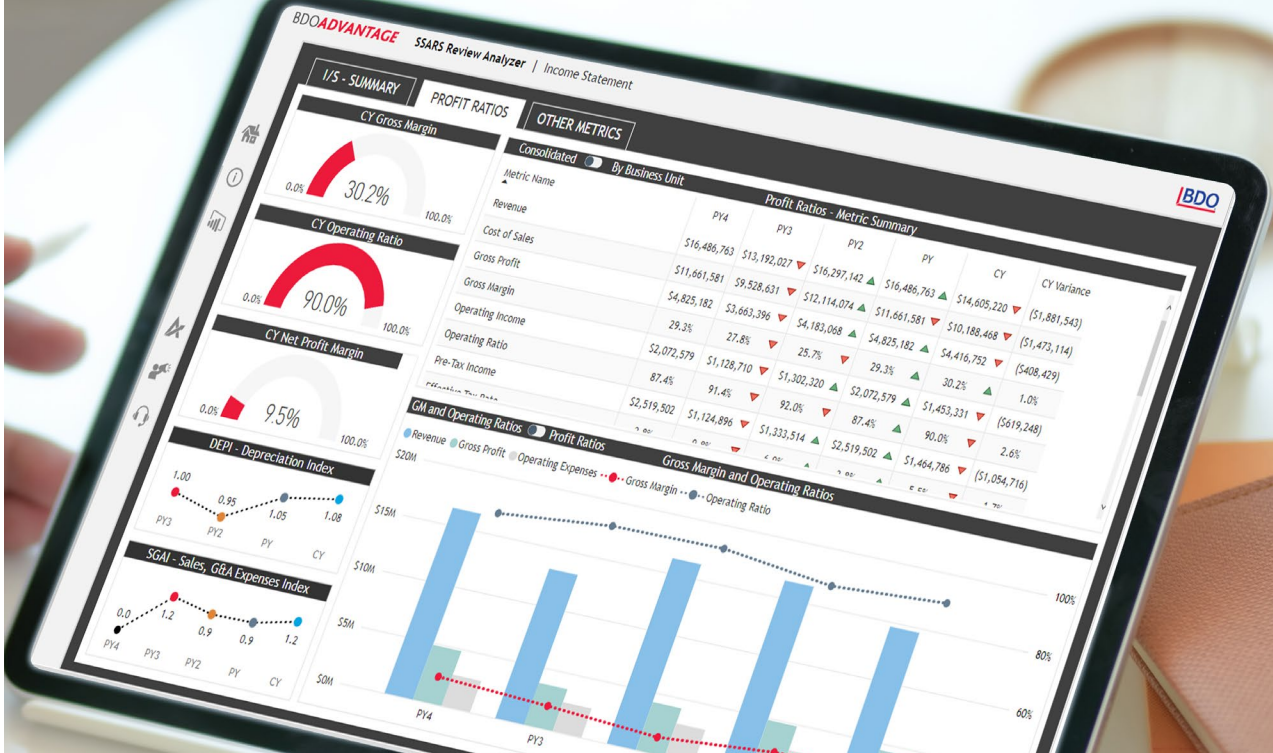 BDOADVANTAGE SSARS Review Analyzer | Income Statement
BDO
I/S - SUMMARY PROFIT RATIOS OTHER METRICS
CY Gross Margin
0.0% 30.2% 100.0%
CY Operating Ratio
0.0% 90.0% 100.0%
CY Net Profit Margin
0.0% 9.5% 100.0%
DEPI - Depreciation Index
1.00 0.95 1.05 1.08
PY3 PY2 PY CY
SGAI - Sales, G&A Expenses Index
0.0 1.2 0.9 0.9 1.2
PY4 PY3 PY2 PY CY
Consolidated By Business Unit Profit Ratios - Metric Summary
Metric Name PY4 PY3 PY2 PY CY CY Variance
Revenue $16,486,763 $13,192,027 $16,297,142 $16,486,763 $14,605,220 ($1,881,543)
Cost of Sales $11,661,581 $9,528,631 $12,114,074 $11,661,581 $10,188,468 ($1,473,114)
Gross Profit $4,825,182 $3,663,396 $4,183,068 $4,825,182 $4,416,752 ($408,429)
Gross Margin 29.3% 27.8% 25.7% 29.3% 30.2% 1.0%
Operating Income $2,072,579 $1,128,710 $1,302,320 $2,072,579 $1,453,331 ($619,248)
Operating Ratio 87.4% 91.4% 92.0% 87.4% 90.0% 2.6%
Pre-Tax Income $2,519,502 $1,124,896 $1,333,514 $2,519,502 $1,464,786 ($1,054,716)
Effective Tax Rate
GM and Operating Ratios Profit Ratios Gross Margin and Operating Ratios
Revenue Gross Profit Operating Expenses Gross Margin Operating Ratio
$20M
$15M
$10M
$5M
$0M
100%
80%
60%
PY4 PY3